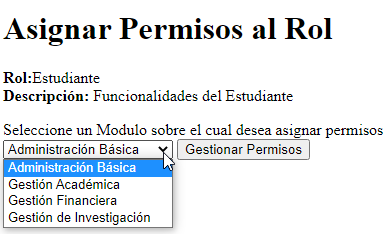 Asignar Permisos al Rol
Rol:Estudiante
Descripción: Funcionalidades del Estudiante
Seleccione un Modulo sobre el cual desea asignar permisos
Administración Básica Gestionar Permisos
Administración Básica
Gestión Académica
Gestión Financiera
Gestión de Investigación